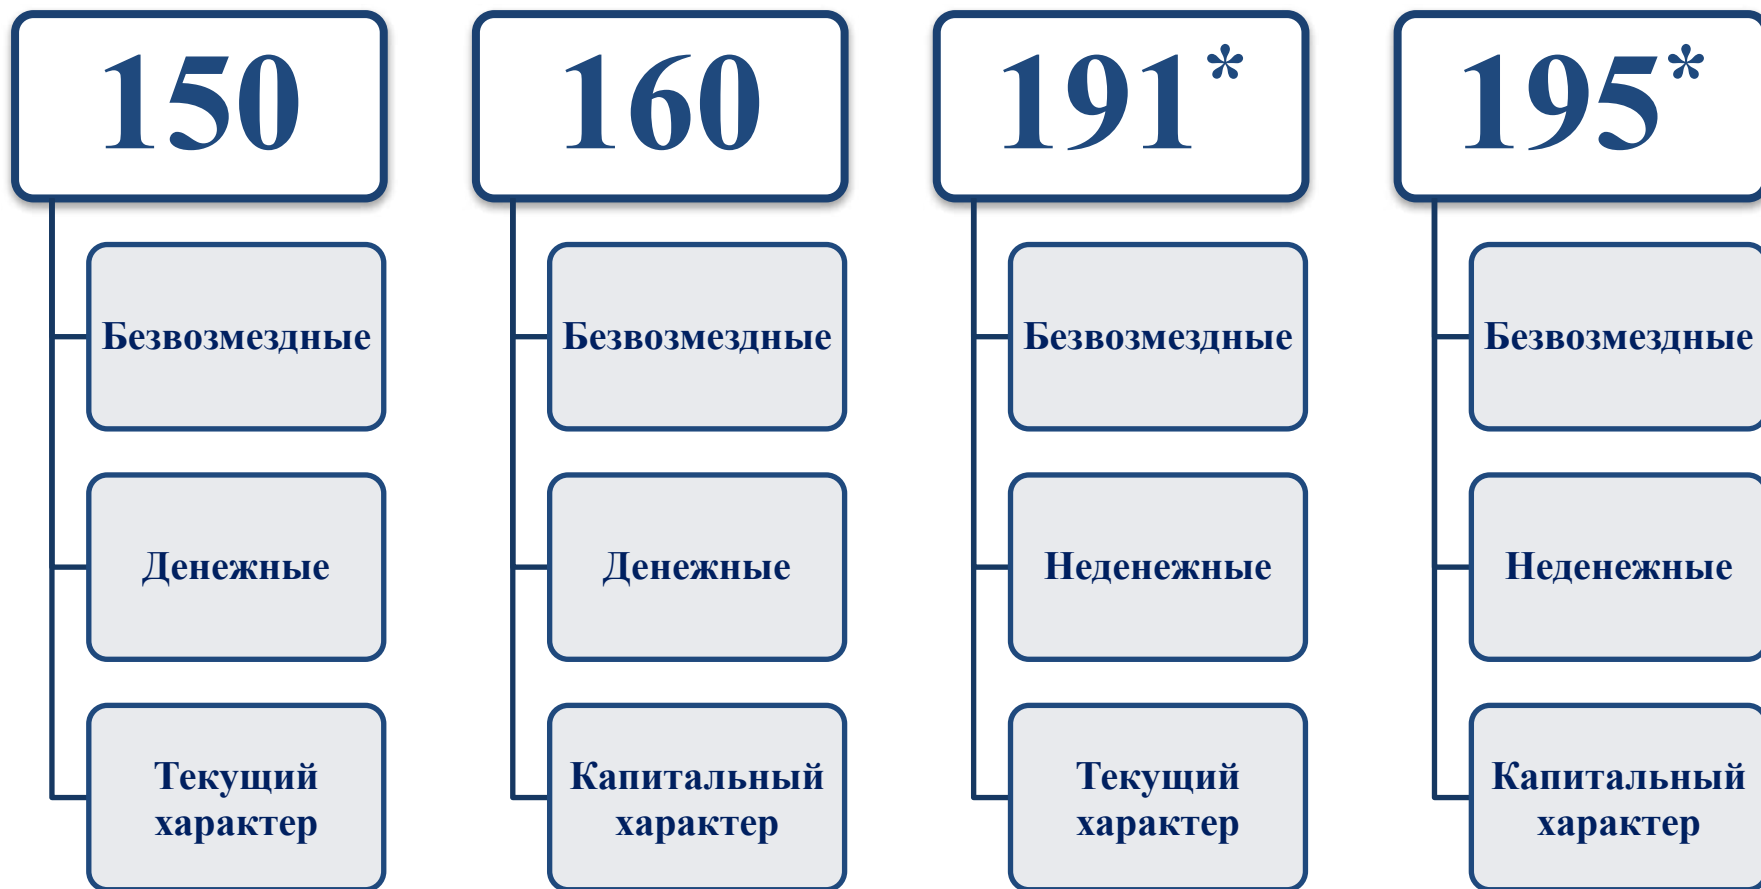 150
Безвозмездные
Денежные
Текущий
характер
160
Безвозмездные
Денежные
Капитальный
характер
191*
Безвозмездные
Неденежные
Текущий
характер
195*
Безвозмездные
Неденежные
Капитальный
характер